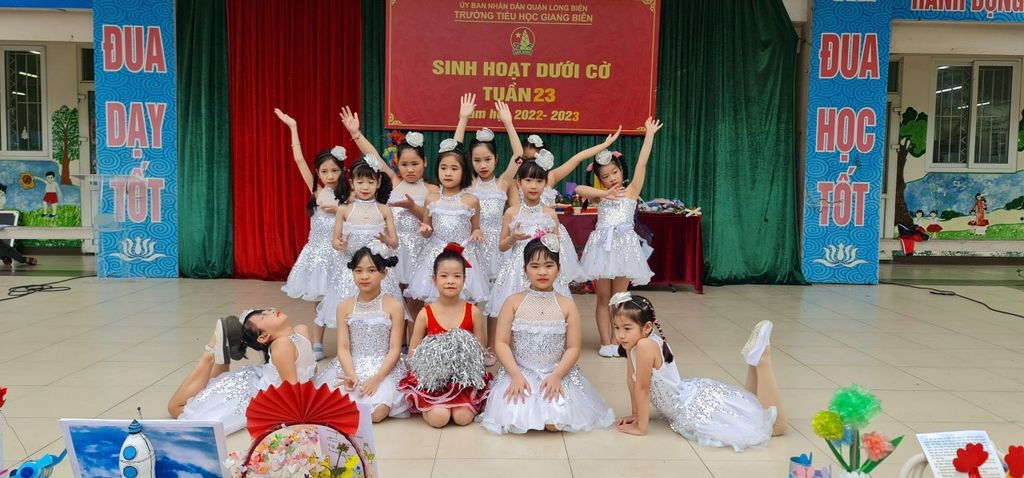 ỦY BAN NHÂN DÂN QUẬN LONG BIÊN
TRƯỜNG TIỂU HỌC GIANG BIÊN
SINH HOẠT DƯỚI CỜ
TUẦN 23
học 2022- 2023
ĐUA
DẠY
TỐT
ĐUA
HỌC
TỐT
HÀNH ĐỘNG